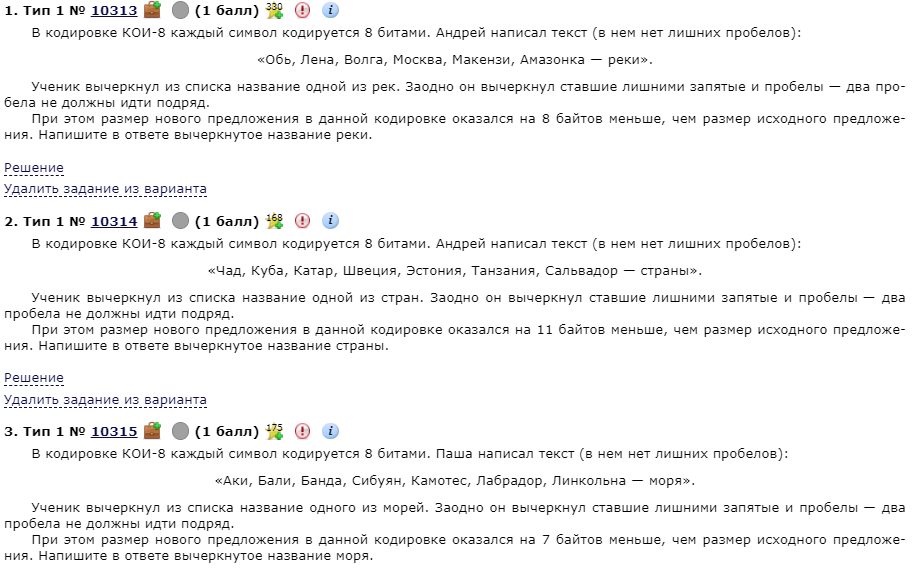 1. Тип 1 № 10313 (1 балл) 330
В кодировке КОИ-8 каждый символ кодируется 8 битами. Андрей написал текст (в нем нет лишних пробелов):
«Обь, Лена, Волга, Москва, Макензи, Амазонка — реки».
Ученик вычеркнул из списка название одной из рек. Заодно он вычеркнул ставшие лишними запятые и пробелы — два про-
бела не должны идти подряд.
При этом размер нового предложения в данной кодировке оказался на 8 байтов меньше, чем размер исходного предложе-
ния. Напишите в ответе вычеркнутое название реки.
Решение
Удалить задание из варианта
2. Тип 1 № 10314 (1 балл) 168
В кодировке КОИ-8 каждый символ кодируется 8 битами. Андрей написал текст (в нем нет лишних пробелов):
«Чад, Куба, Катар, Швеция, Эстония, Танзания, Сальвадор — страны».
Ученик вычеркнул из списка название одной из стран. Заодно он вычеркнул ставшие лишними запятые и пробелы — два
пробела не должны идти подряд.
При этом размер нового предложения в данной кодировке оказался на 11 байтов меньше, чем размер исходного предложе-
ния. Напишите в ответе вычеркнутое название страны.
Решение
Удалить задание из варианта
3. Тип 1 № 10315 (1 балл) 175
В кодировке КОИ-8 каждый символ кодируется 8 битами. Паша написал текст (в нем нет лишних пробелов):
«Аки, Бали, Банда, Сибуян, Камотес, Лабрадор, Линкольна — моря».
Ученик вычеркнул из списка название одного из морей. Заодно он вычеркнул ставшие лишними запятые и пробелы — два
пробела не должны идти подряд.
При этом размер нового предложения в данной кодировке оказался на 7 байтов меньше, чем размер исходного предложе-
ния. Напишите в ответе вычеркнутое название моря.